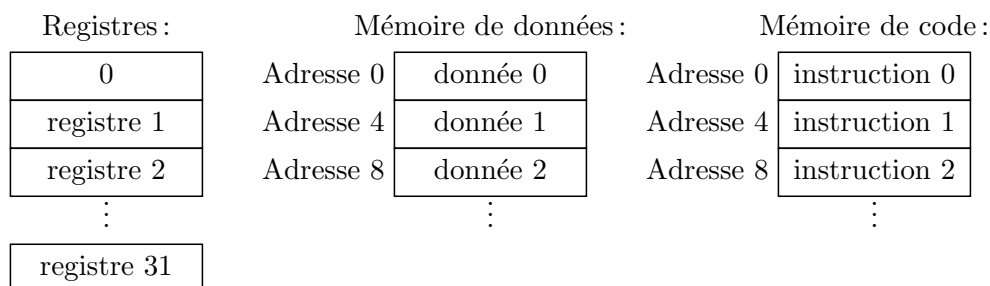 Registres :
Mémoire de données :
Mémoire de code :
0
Adresse 0 donnée 0
Adresse 0 instruction 0
registre 1
Adresse 4 donnée 1
Adresse 4 instruction 1
registre 2
Adresse 8 donnée 2
Adresse 8 instruction 2
⋮
⋮
⋮
registre 31